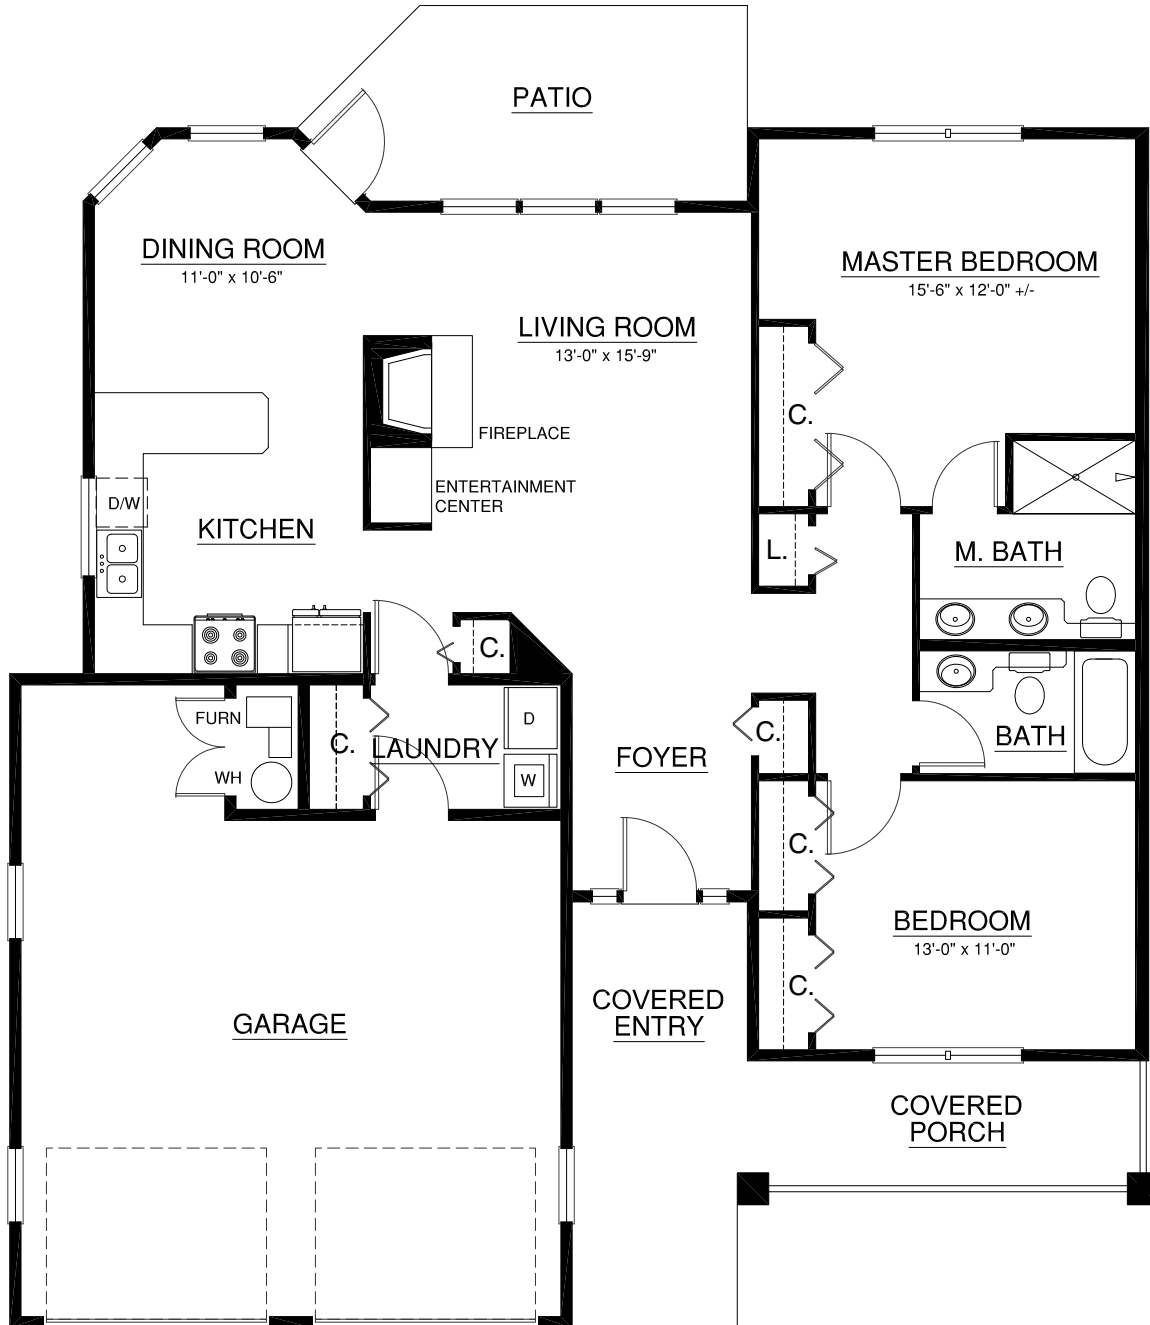 PATIO
DINING ROOM
11'-0" x 10'-6"
MASTER BEDROOM
15'-6" x 12'-0" +/-
LIVING ROOM
13'-0" x 15'-9"
C.
FIREPLACE
ENTERTAINMENT
CENTER
D/W
KITCHEN
L.
M. BATH
C.
FURN
C.
LAUNDRY
D
W
WH
FOYER
C.
BATH
C.
BEDROOM
13'-0" x 11'-0"
C.
COVERED
ENTRY
GARAGE
COVERED
PORCH